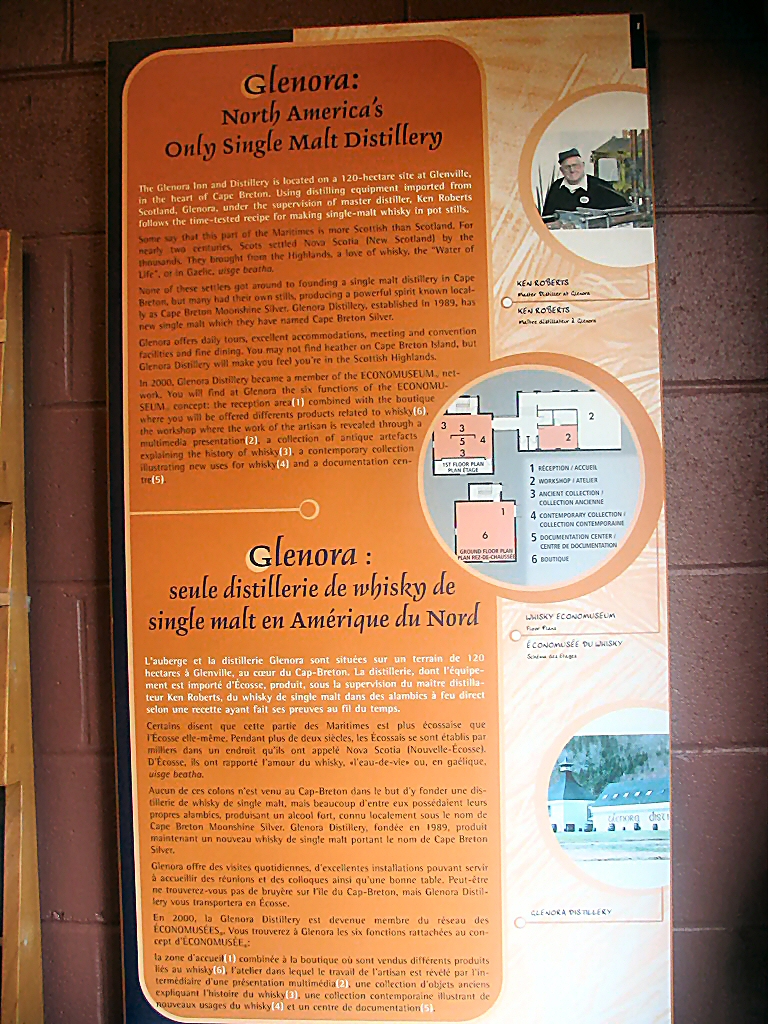 Glenora:
North America's
Only Single Malt Distillery
The Glenora Inn and Distillery is located on a 120-hectare site at Glenville,
in the heart of Cape Breton. Using distilling equipment imported from
Scotland, Glenora, under the supervision of master distiller, Ken Roberts
follows the time-tested recipe for making single-malt whisky in pot stills.
Some say that this part of the Maritimes is more Scottish than Scotland. For
nearly two centuries, Scots settled Nova Scotia (New Scotland) by the
thousands. They brought from the Highlands, a love of whisky, the "Water of
Life", or in Gaelic, uisge beatha.
None of these settlers got around to founding a single malt distillery in Cape
Breton, but many had their own stills, producing a powerful spirit known local-
ly as Cape Breton Moonshine Silver. Glenora Distillery, established in 1989, has
new single malt which they have named Cape Breton Silver.
Glenora offers daily tours, excellent accommodations, meeting and convention
facilities and fine dining. You may not find heather on Cape Breton Island, but
Glenora Distillery will make you feel you're in the Scottish Highlands.
In 2000, Glenora Distillery became a member of the ECONOMUSEUM® net-
work. You will find at Glenora the six functions of the ECONOMU-
SEUM® concept: the reception area(1) combined with the boutique
where you will be offered differents products related to whisky(6),
the workshop where the work of the artisan is revealed through a
multimedia presentation(2), a collection of antique artefacts
explaining the history of whisky(3), a contemporary collection
illustrating new uses for whisky(4) and a documentation cen-
tre(5).
Glenora :
seule distillerie de whisky de
single malt en Amérique du Nord
L'auberge et la distillerie Glenora sont situées sur un terrain de 120
hectares à Glenville, au cœur du Cap-Breton. La distillerie, dont l'équipe-
ment est importé d'Écosse, produit, sous la supervision du maître distilla-
teur Ken Roberts, du whisky de single malt dans des alambics à feu direct
selon une recette ayant fait ses preuves au fil du temps.
Certains disent que cette partie des Maritimes est plus écossaise que
l'Écosse elle-même. Pendant plus de deux siècles, les Écossais se sont établis par
milliers dans un endroit qu'ils ont appelé Nova Scotia (Nouvelle-Écosse).
D'Écosse, ils ont rapporté l'amour du whisky, «l'eau-de-vie» ou, en gaélique,
uisge beatha.
Aucun de ces colons n'est venu au Cap-Breton dans le but d'y fonder une dis-
tillerie de whisky de single malt, mais beaucoup d'entre eux possédaient leurs
propres alambics, produisant un alcool fort, connu localement sous le nom de
Cape Breton Moonshine Silver. Glenora Distillery, fondée en 1989, produit
maintenant un nouveau whisky de single malt portant le nom de Cape Breton
Silver.
Glenora offre des visites quotidiennes, d'excellentes installations pouvant servir
à accueillir des réunions et des colloques ainsi qu'une bonne table. Peut-être
ne trouverez-vous pas de bruyère sur l'île du Cap-Breton, mais Glenora Distil-
lery vous transportera en Écosse.
En 2000, la Glenora Distillery est devenue membre du réseau des
ÉCONOMUSÉES®. Vous trouverez à Glenora les six fonctions rattachées au con-
cept d'ÉCONOMUSÉE®:
la zone d'accueil(1) combinée à la boutique où sont vendus différents produits
liés au whisky(6), l'atelier dans lequel le travail de l'artisan est révélé par l'in-
termédiaire d'une présentation multimédia(2), une collection d'objets anciens
expliquant l'histoire du whisky(3), une collection contemporaine illustrant de
nouveaux usages du whisky(4) et un centre de documentation(5).
KEN ROBERTS
Master Distiller at Glenora
KEN ROBERTS
Maître distillateur à Glenora
3
3
5
4
3
2
2
1ST FLOOR PLAN
PLAN ÉTAGE
1
6
GROUND FLOOR PLAN
PLAN REZ-DE-CHAUSSÉE
1 RÉCEPTION / ACCUEIL
2 WORKSHOP / ATELIER
3 ANCIENT COLLECTION /
COLLECTION ANCIENNE
4 CONTEMPORARY COLLECTION /
COLLECTION CONTEMPORAINE
5 DOCUMENTATION CENTER /
CENTRE DE DOCUMENTATION
6 BOUTIQUE
WHISKY ECONOMUSEUM
Floor Plans
ÉCONOMUSÉE DU WHISKY
Schéma des étages
GLENORA DISTILLERY